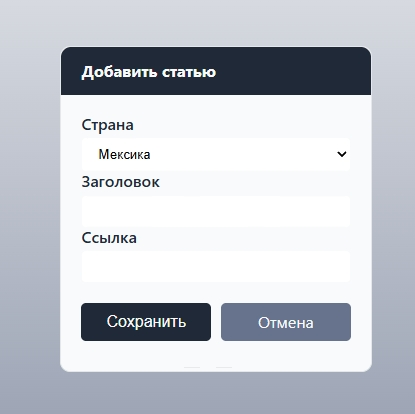 Добавить статью
Страна
Мексика
Заголовок
Ссылка
Сохранить Отмена